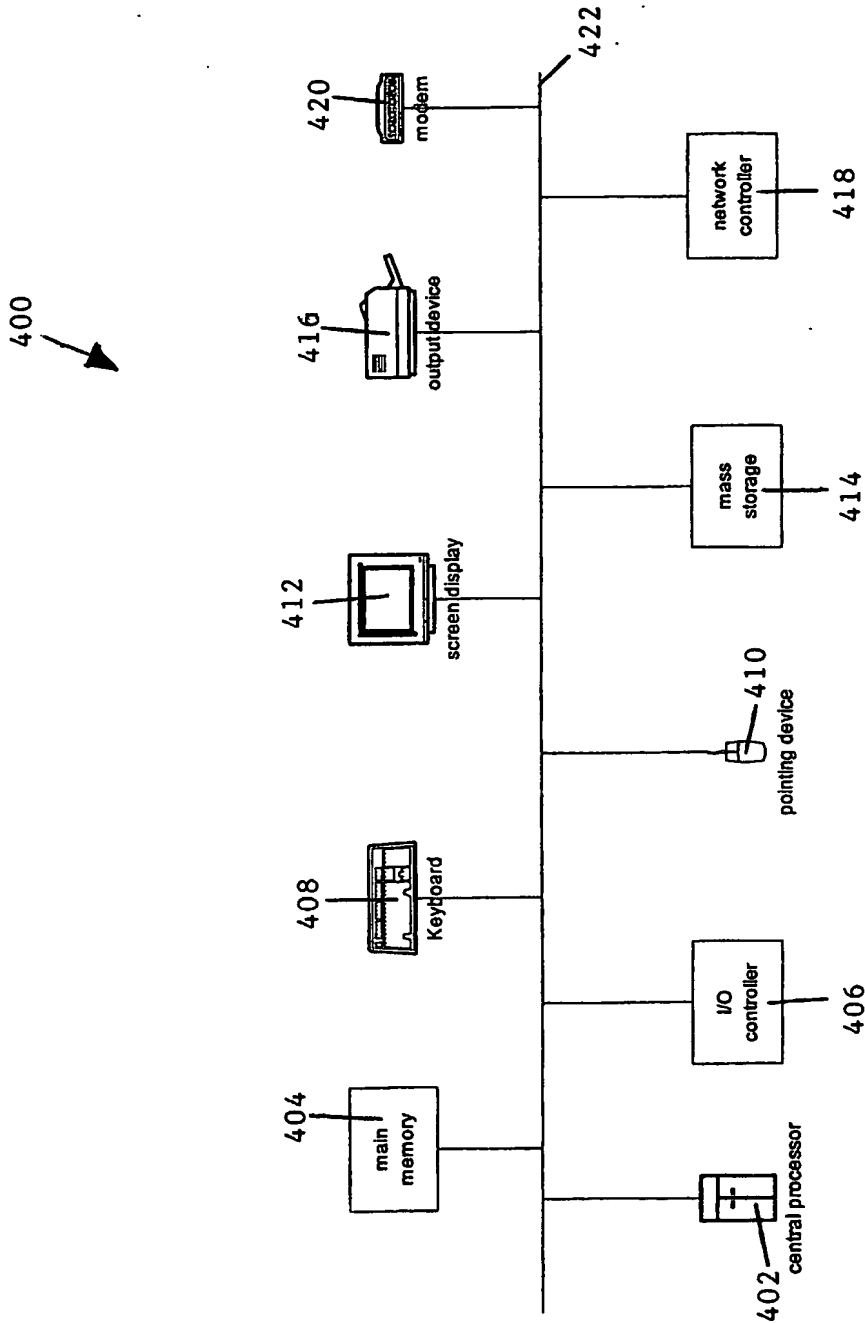 400
404
main
memory
408
Keyboard
412
screen display
416
output device
420
modem
422
402
central processor
I/O
controller
406
410
pointing device
mass
storage
414
network
controller
418